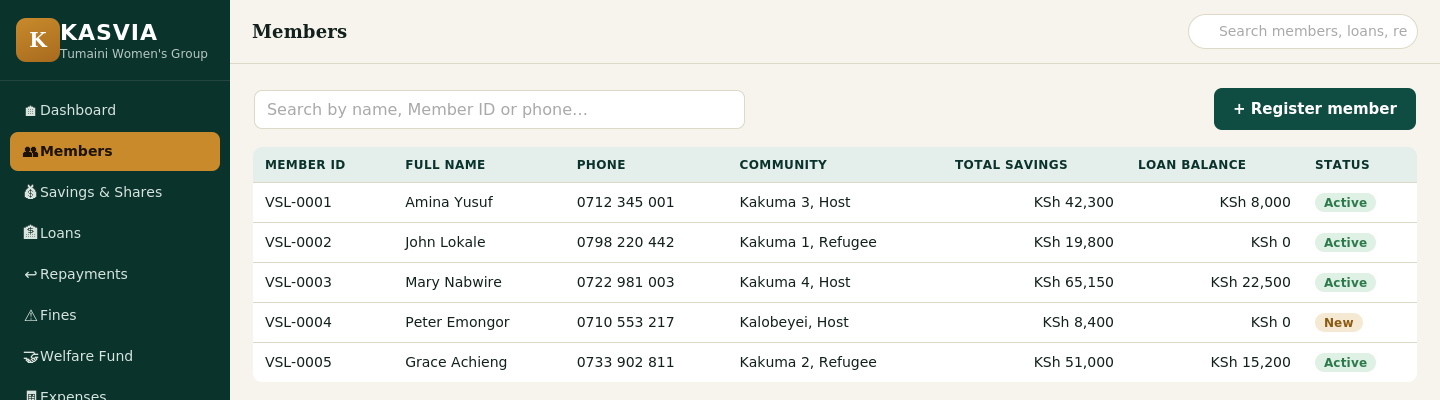 K
KASVIA
Tumaini Women's Group
Dashboard
Members
Savings & Shares
Loans
Repayments
Fines
Welfare Fund
Expenses
Members
Search members, loans, re
Search by name, Member ID or phone...
+ Register member
MEMBER ID FULL NAME PHONE COMMUNITY TOTAL SAVINGS LOAN BALANCE STATUS
VSL-0001 Amina Yusuf 0712 345 001 Kakuma 3, Host KSh 42,300 KSh 8,000 Active
VSL-0002 John Lokale 0798 220 442 Kakuma 1, Refugee KSh 19,800 KSh 0 Active
VSL-0003 Mary Nabwire 0722 981 003 Kakuma 4, Host KSh 65,150 KSh 22,500 Active
VSL-0004 Peter Emongor 0710 553 217 Kalobeyei, Host KSh 8,400 KSh 0 New
VSL-0005 Grace Achieng 0733 902 811 Kakuma 2, Refugee KSh 51,000 KSh 15,200 Active